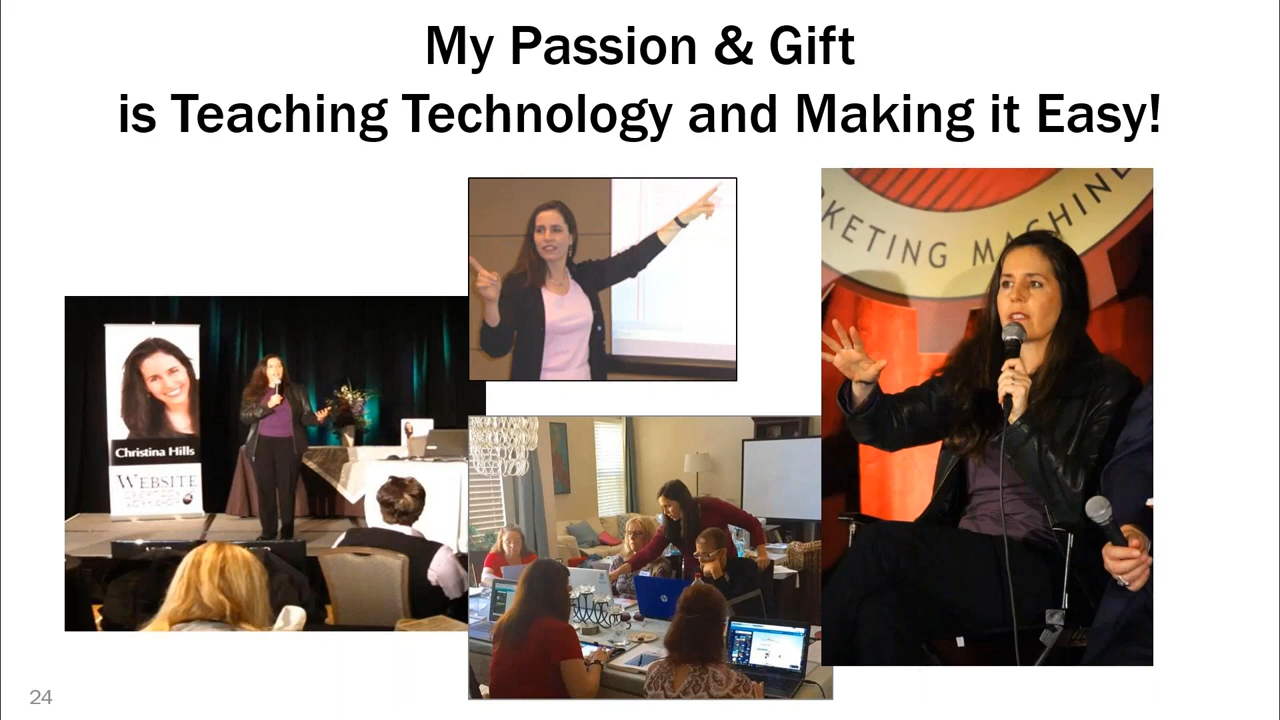 My Passion & Gift
is Teaching Technology and Making it Easy!
KETING MACHINE
Christina Hills
WEBSITE
24